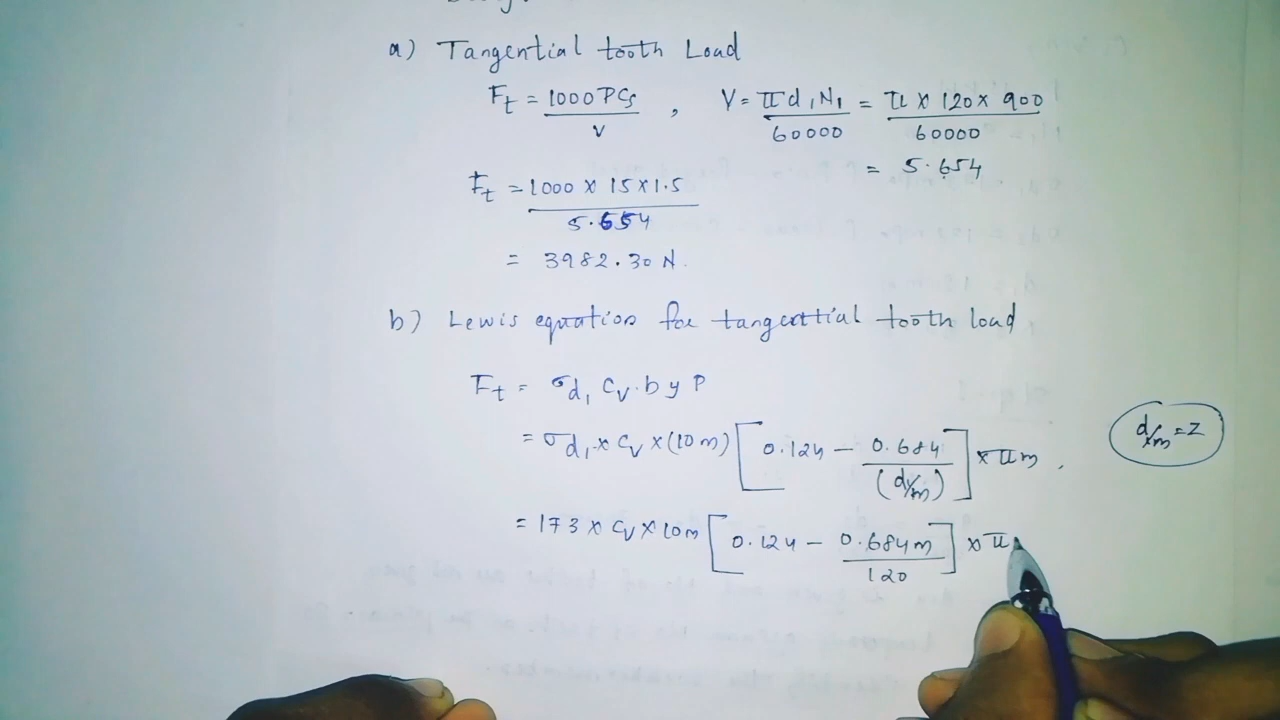 a) Tangential tooth Load
Ft = 1000 P Cs / V , V = πd1N1 / 60000 = π × 120 × 900 / 60000
= 5.654
Ft = 1000 × 15 × 1.5 / 5.654
= 3982.30 N.
b) Lewis equation for tangential tooth load
Ft = σd1 Cv . b y P
= σd1 × Cv × (10m) [0.124 − 0.684 / (d/m)] × πm .
d/m = Z
= 173 × Cv × 10m [0.124 − 0.684m / 120] × π